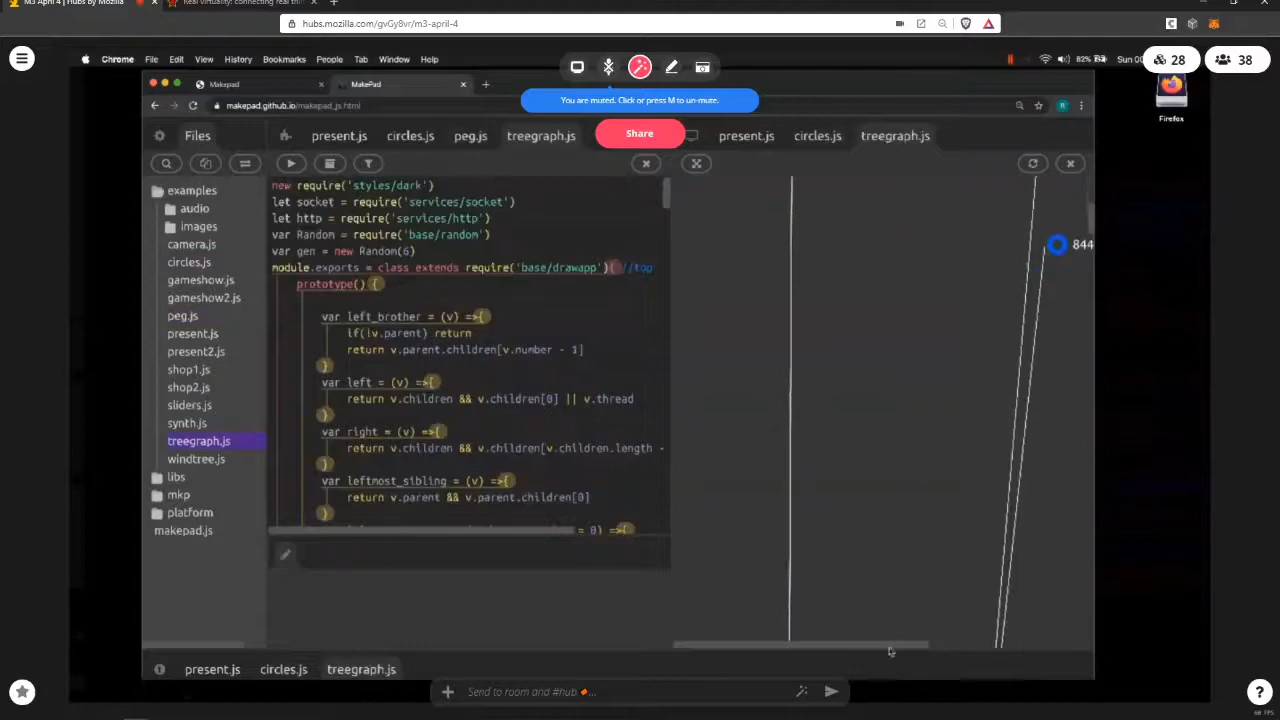 M3 April 4 | Hubs by Mozilla
Real virtuality: connecting real thi
hubs.mozilla.com/gvGy8vr/m3-april-4
Chrome File Edit View History Bookmarks People Tab Window Help
82%
28
38
Makepad
MakePad
You are muted. Click or press M to un-mute.
makepad.github.io/makepad_js.html
Firefox
Files
present.js
circles.js
peg.js
treegraph.js
Share
present.js
circles.js
treegraph.js
examples
audio
images
camera.js
circles.js
gameshow.js
gameshow2.js
peg.js
present.js
present2.js
shop1.js
shop2.js
sliders.js
synth.js
treegraph.js
windtree.js
libs
mkp
platform
makepad.js
new require('styles/dark')
let socket = require('services/socket')
let http = require('services/http')
var Random = require('base/random')
var gen = new Random(6)
module.exports = class extends require('base/drawapp'){ //top
prototype() {
var left_brother = (v) =>{
if(!v.parent) return
return v.parent.children[v.number - 1]
}
var left = (v) =>{
return v.children && v.children[0] || v.thread
}
var right = (v) =>{
return v.children && v.children[v.children.length -
}
var leftmost_sibling = (v) =>{
return v.parent && v.parent.children[0]
}
= 0) =>{
844
present.js
circles.js
treegraph.js
Send to room and #hub
60 FPS